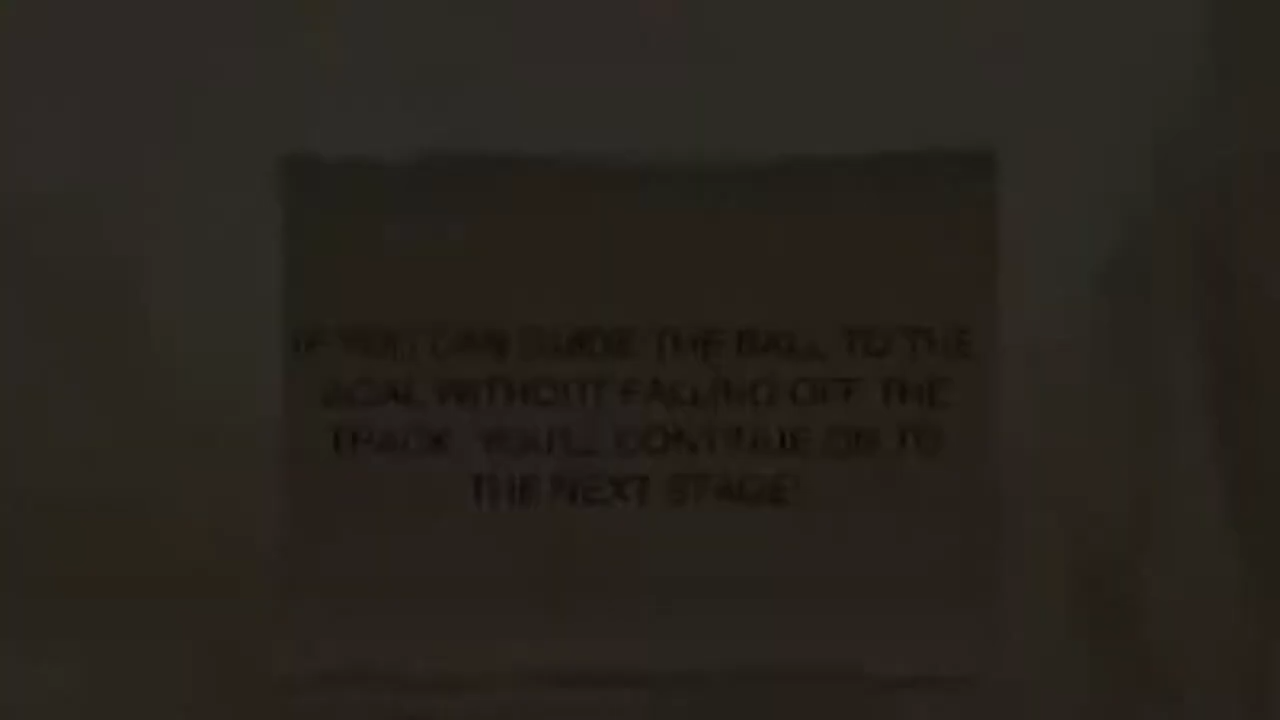 IF YOU CAN GUIDE THE BALL TO THE
GOAL WITHOUT FALLING OFF THE
TRACK, YOU'LL CONTINUE ON TO
THE NEXT STAGE!